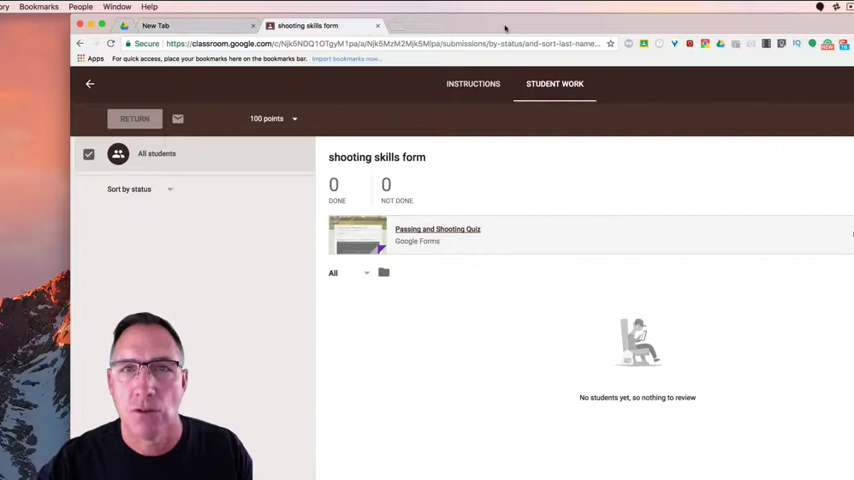 Bookmarks People Window Help
New Tab × shooting skills form ×
Secure https://classroom.google.com/c/Njk5NDQ1OTgyM1pa/a/Njk5MzM2Mjk5Mlpa/submissions/by-status/and-sort-last-name...
Apps For quick access, place your bookmarks here on the bookmarks bar. Import bookmarks now...
INSTRUCTIONS STUDENT WORK
RETURN 100 points
All students
Sort by status
shooting skills form
0 0
DONE NOT DONE
Passing and Shooting Quiz
Google Forms
All
No students yet, so nothing to review